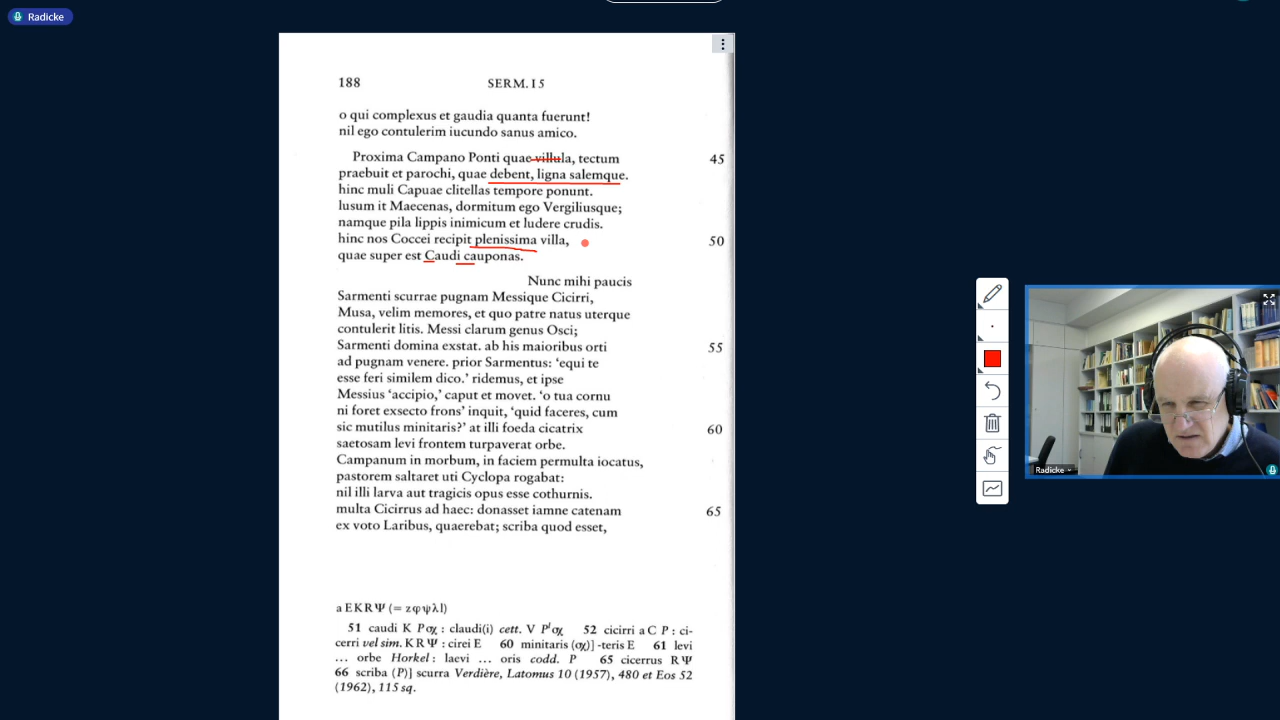 Radicke
188 SERM. I 5
o qui complexus et gaudia quanta fuerunt!
nil ego contulerim iucundo sanus amico.
Proxima Campano Ponti quae villula, tectum 45
praebuit et parochi, quae debent, ligna salemque.
hinc muli Capuae clitellas tempore ponunt.
lusum it Maecenas, dormitum ego Vergiliusque;
namque pila lippis inimicum et ludere crudis.
hinc nos Coccei recipit plenissima villa, 50
quae super est Caudi cauponas.
Nunc mihi paucis
Sarmenti scurrae pugnam Messique Cicirri,
Musa, velim memores, et quo patre natus uterque
contulerit litis. Messi clarum genus Osci;
Sarmenti domina exstat. ab his maioribus orti 55
ad pugnam venere. prior Sarmentus: ‘equi te
esse feri similem dico.’ ridemus, et ipse
Messius ‘accipio,’ caput et movet. ‘o tua cornu
ni foret exsecto frons’ inquit, ‘quid faceres, cum
sic mutilus minitaris?’ at illi foeda cicatrix 60
saetosam levi frontem turpaverat orbe.
Campanum in morbum, in faciem permulta iocatus,
pastorem saltaret uti Cyclopa rogabat:
nil illi larva aut tragicis opus esse cothurnis.
multa Cicirrus ad haec: donasset iamne catenam 65
ex voto Laribus, quaerebat; scriba quod esset,
a E K R Ψ (= z φ ψ λ l)
51 caudi K Pσχ : claudi(i) cett. V P¹σχ 52 cicirri a C P : ci-
cerri vel sim. K R Ψ : cirei E 60 minitaris (σχ)] -teris E 61 levi
... orbe Horkel : laevi ... oris codd. P 65 cicerrus R Ψ
66 scriba (P)] scurra Verdière, Latomus 10 (1957), 480 et Eos 52
(1962), 115 sq.
Radicke